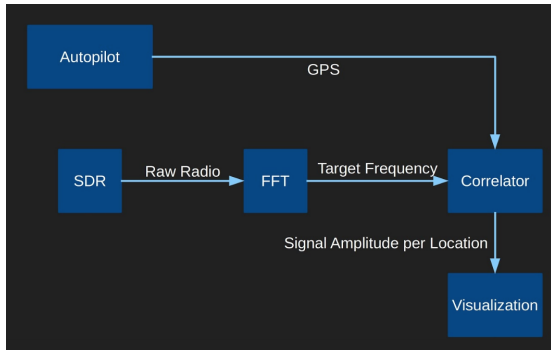 Autopilot
GPS
SDR
Raw Radio
FFT
Target Frequency
Correlator
Signal Amplitude per Location
Visualization